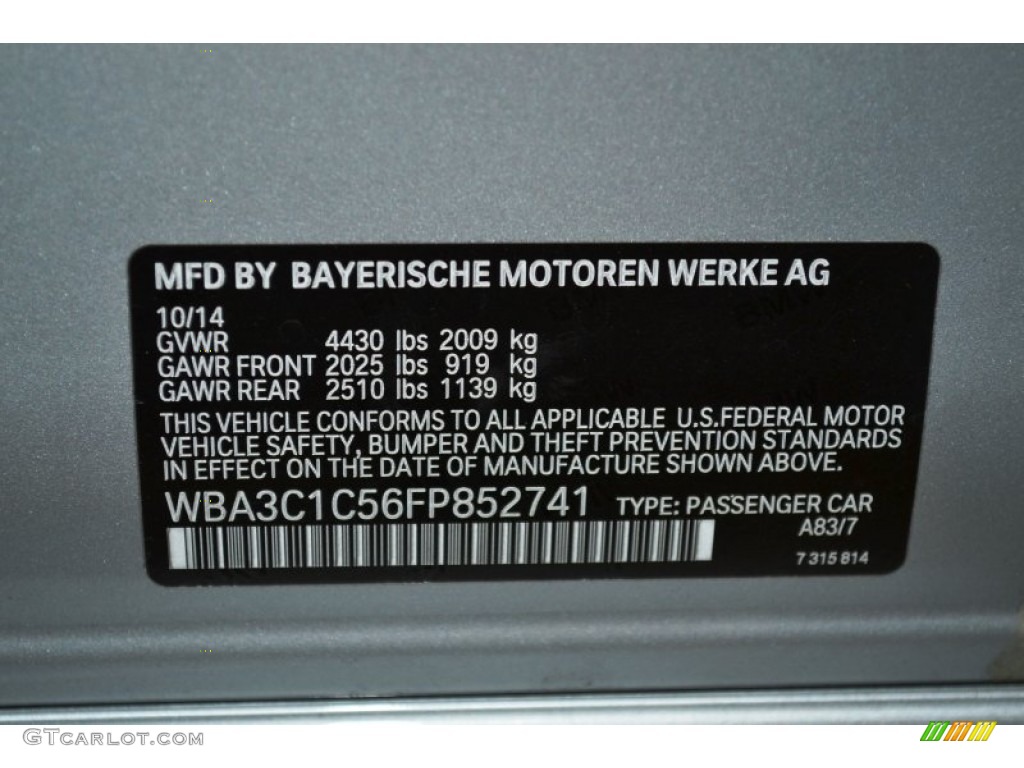 MFD BY BAYERISCHE MOTOREN WERKE AG
10/14
GVWR 4430 lbs 2009 kg
GAWR FRONT 2025 lbs 919 kg
GAWR REAR 2510 lbs 1139 kg
THIS VEHICLE CONFORMS TO ALL APPLICABLE U.S.FEDERAL MOTOR
VEHICLE SAFETY, BUMPER AND THEFT PREVENTION STANDARDS
IN EFFECT ON THE DATE OF MANUFACTURE SHOWN ABOVE.
WBA3C1C56FP852741 TYPE: PASSENGER CAR
A83/7
7 315 814
GTCARLOT.COM